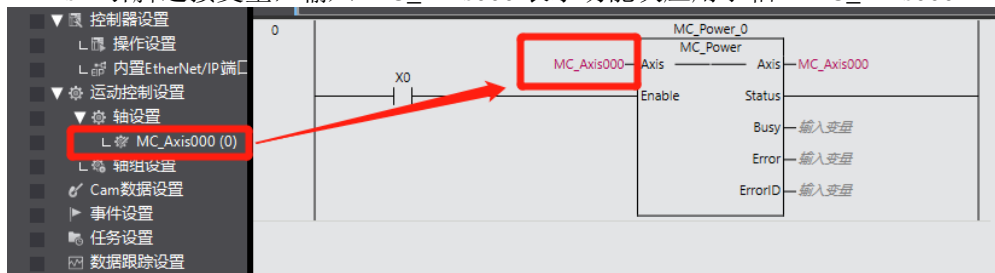 控制器设置
操作设置
内置EtherNet/IP端口
运动控制设置
轴设置
MC_Axis000 (0)
轴组设置
Cam数据设置
事件设置
任务设置
数据跟踪设置
0
MC_Power_0
MC_Power
MC_Axis000
Axis
Axis
MC_Axis000
X0
Enable
Status
Busy
输入变量
Error
输入变量
ErrorID
输入变量